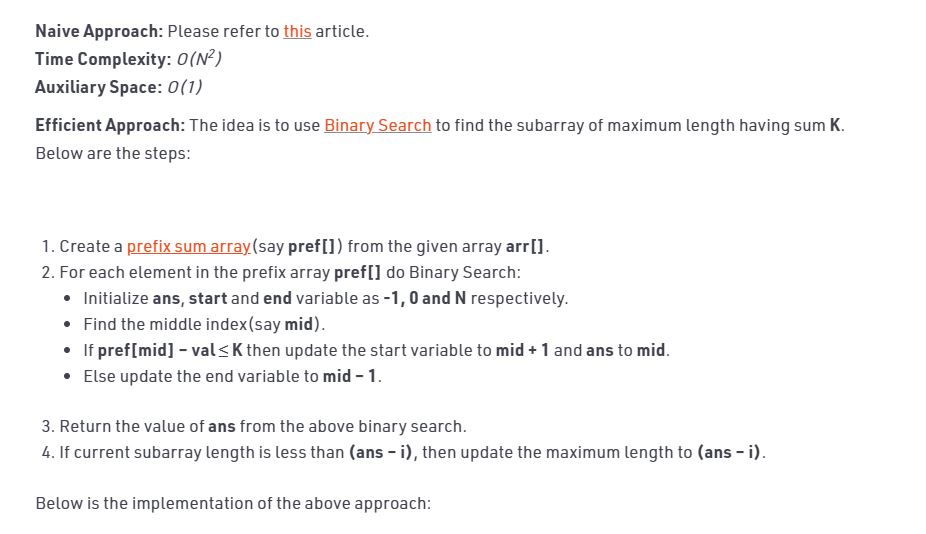 Naive Approach: Please refer to this article.
Time Complexity: O(N²)
Auxiliary Space: O(1)
Efficient Approach: The idea is to use Binary Search to find the subarray of maximum length having sum K.
Below are the steps:
1. Create a prefix sum array(say pref[]) from the given array arr[].
2. For each element in the prefix array pref[] do Binary Search:
• Initialize ans, start and end variable as -1, 0 and N respectively.
• Find the middle index(say mid).
• If pref[mid] – val ≤ K then update the start variable to mid + 1 and ans to mid.
• Else update the end variable to mid – 1.
3. Return the value of ans from the above binary search.
4. If current subarray length is less than (ans – i), then update the maximum length to (ans – i).
Below is the implementation of the above approach: